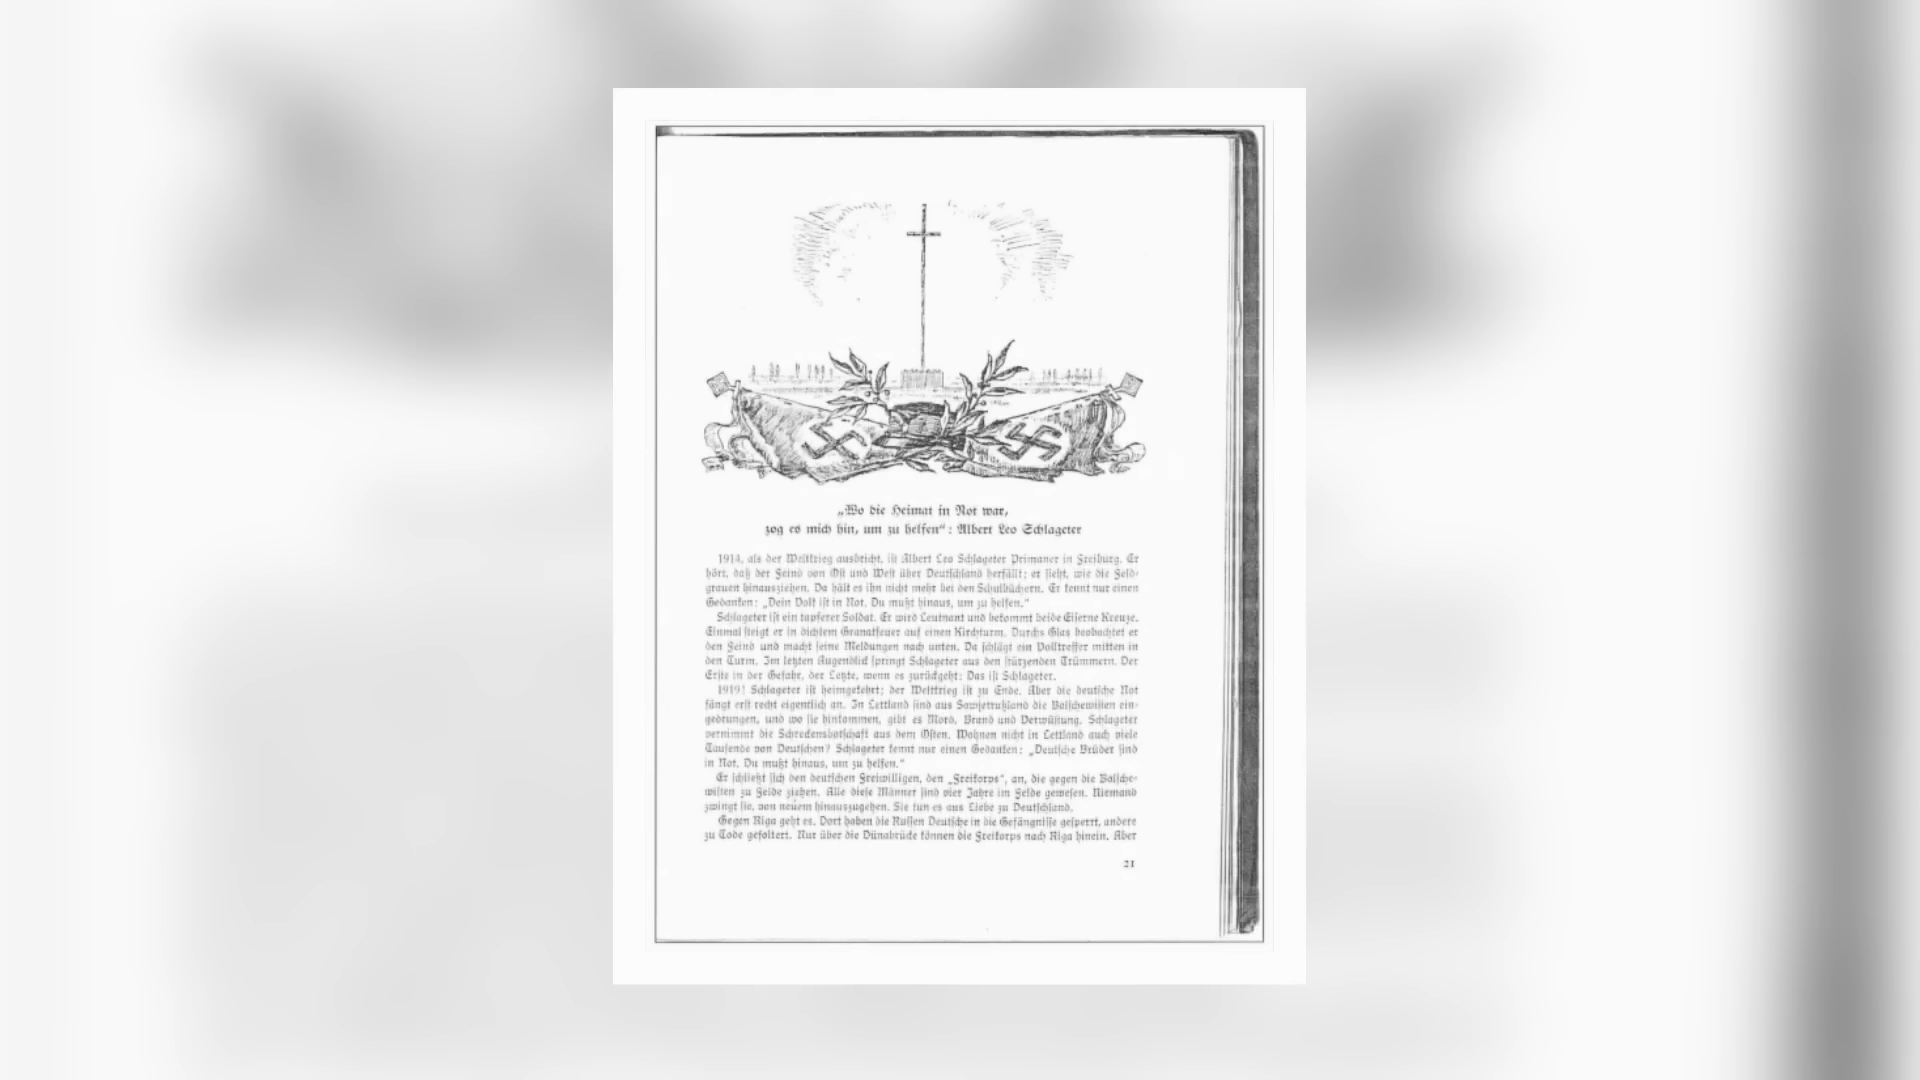 „Wo die Heimat in Not war,
zog es mich hin, um zu helfen“: Albert Leo Schlageter
1914, als der Weltkrieg ausbricht, ist Albert Leo Schlageter Primaner in Freiburg. Er
hört, daß der Feind von Ost und West über Deutschland herfällt; er sieht, wie die Feld-
grauen hinausziehen. Da hält es ihn nicht mehr bei den Schulbüchern. Er kennt nur einen
Gedanken: „Dein Volk ist in Not. Du mußt hinaus, um zu helfen.“
Schlageter ist ein tapferer Soldat. Er wird Leutnant und bekommt beide Eiserne Kreuze.
Einmal steigt er in dichtem Granatfeuer auf einen Kirchturm. Durchs Glas beobachtet er
den Feind und macht seine Meldungen nach unten. Da schlägt ein Volltreffer mitten in
den Turm. Im letzten Augenblick springt Schlageter aus den stürzenden Trümmern. Der
Erste in der Gefahr, der Letzte, wenn es zurückgeht: Das ist Schlageter.
1919! Schlageter ist heimgekehrt; der Weltkrieg ist zu Ende. Aber die deutsche Not
fängt erst recht eigentlich an. In Lettland sind aus Sowjetrußland die Bolschewisten ein-
gedrungen, und wo sie hinkommen, gibt es Mord, Brand und Verwüstung. Schlageter
vernimmt die Schreckensbotschaft aus dem Osten. Wohnen nicht in Lettland auch viele
Tausende von Deutschen? Schlageter kennt nur einen Gedanken: „Deutsche Brüder sind
in Not. Du mußt hinaus, um zu helfen.“
Er schließt sich den deutschen Freiwilligen, den „Freikorps“, an, die gegen die Bolsche-
wisten zu Felde ziehen. Alle diese Männer sind vier Jahre im Felde gewesen. Niemand
zwingt sie, von neuem hinauszugehen. Sie tun es aus Liebe zu Deutschland.
Gegen Riga geht es. Dort haben die Russen Deutsche in die Gefängnisse gesperrt, andere
zu Tode gefoltert. Nur über die Dünabrücke können die Freikorps nach Riga hinein. Aber
21